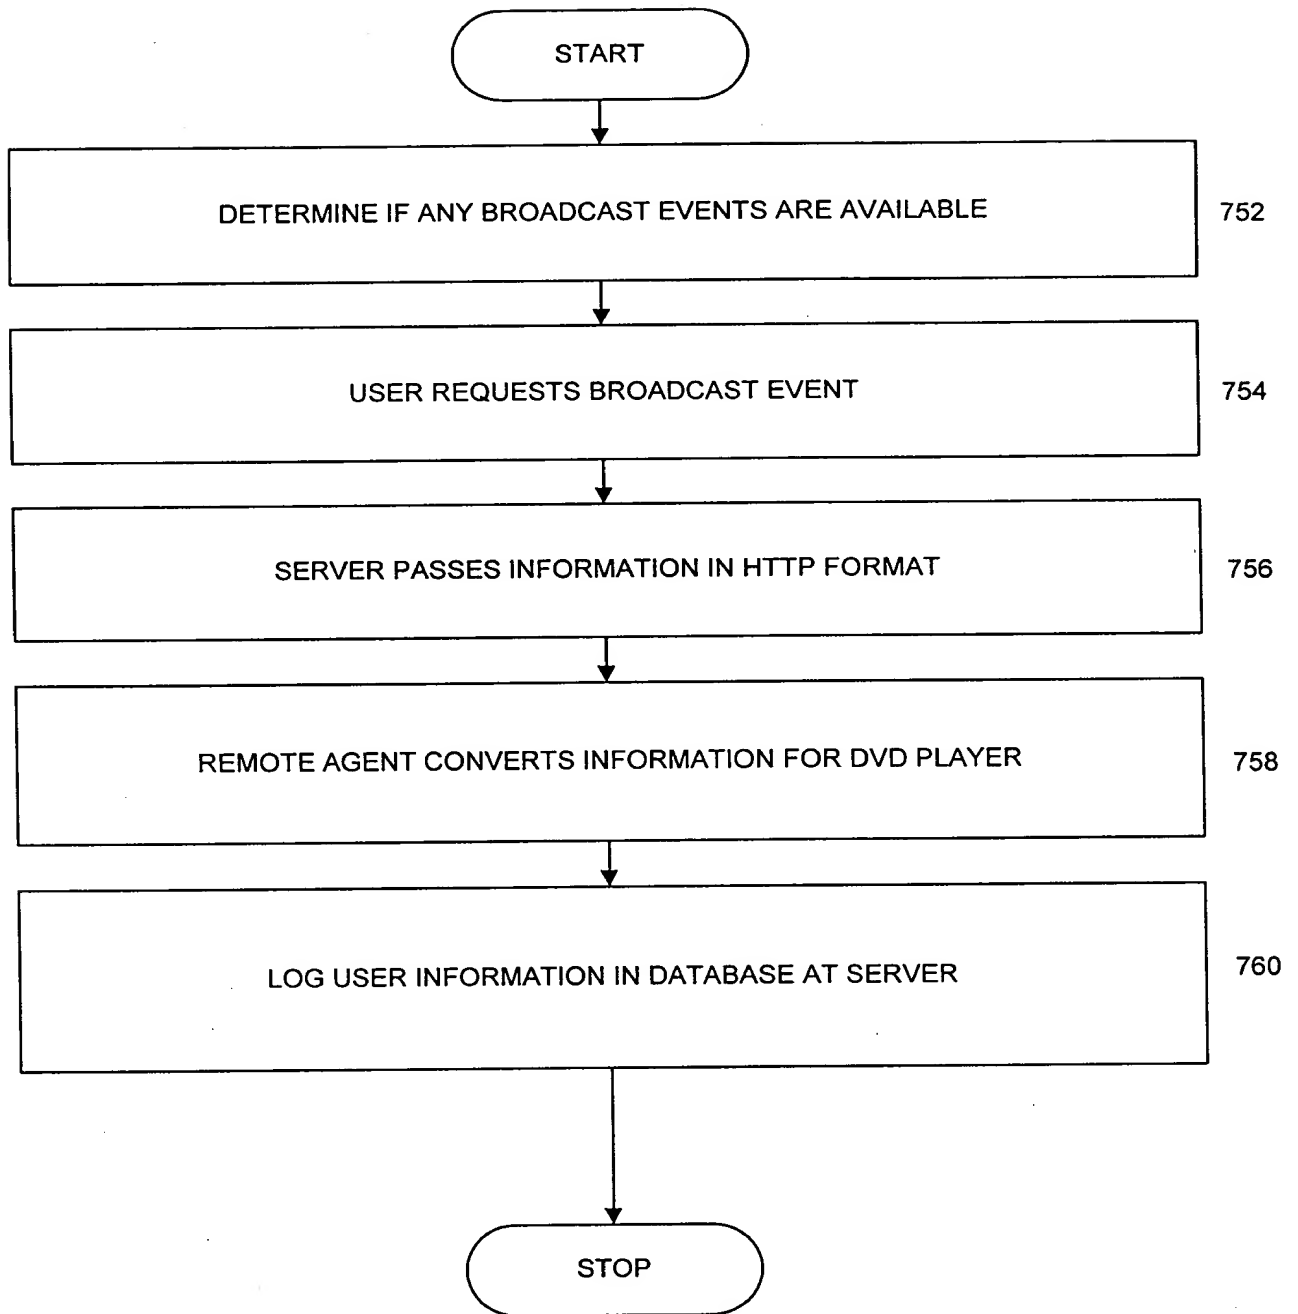 START
DETERMINE IF ANY BROADCAST EVENTS ARE AVAILABLE
752
USER REQUESTS BROADCAST EVENT
754
SERVER PASSES INFORMATION IN HTTP FORMAT
756
REMOTE AGENT CONVERTS INFORMATION FOR DVD PLAYER
758
LOG USER INFORMATION IN DATABASE AT SERVER
760
STOP